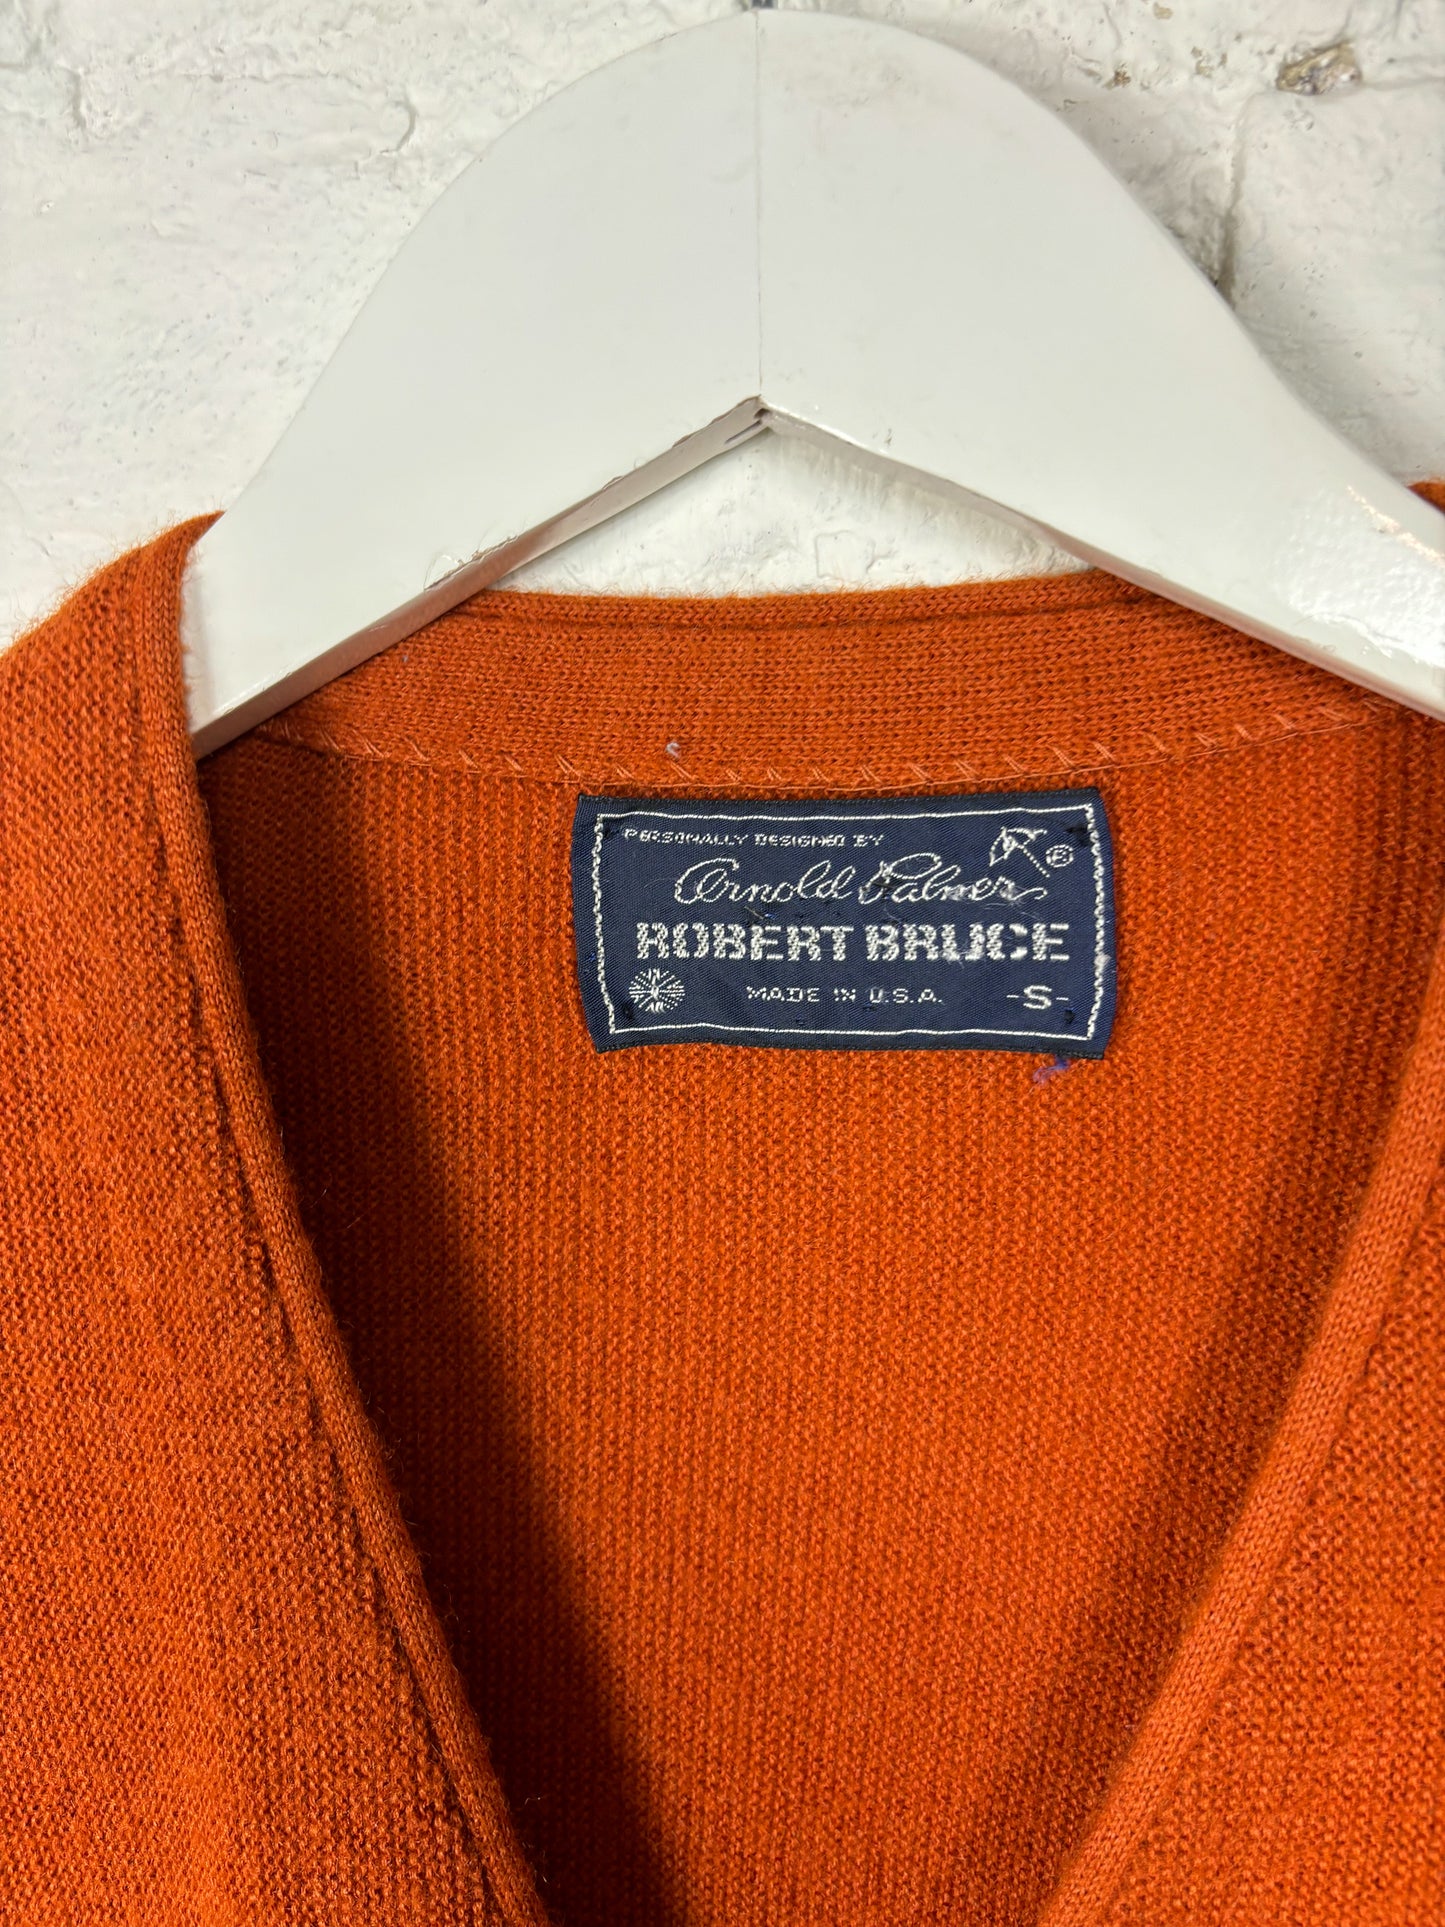 PERSONALLY DESIGNED BY
Arnold Palmer ®
ROBERT BRUCE
MADE IN U.S.A. -S-